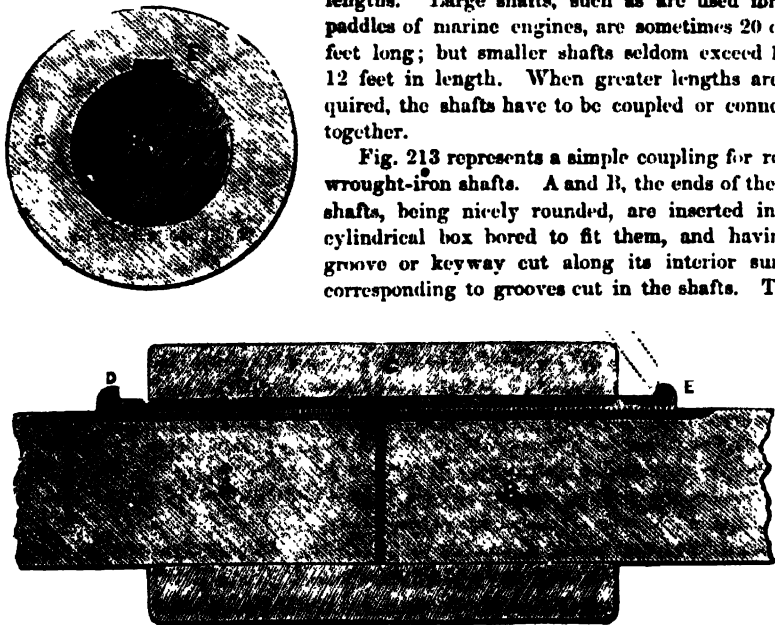 lengths. Large shafts, such as are used for
paddles of marine engines, are sometimes 20
feet long; but smaller shafts seldom exceed
12 feet in length. When greater lengths are
quired, the shafts have to be coupled or conne
together.
Fig. 213 represents a simple coupling for
wrought-iron shafts. A and B, the ends of the
shafts, being nicely rounded, are inserted in
cylindrical box bored to fit them, and havin
groove or keyway cut along its interior sur
corresponding to grooves cut in the shafts. T
D
E